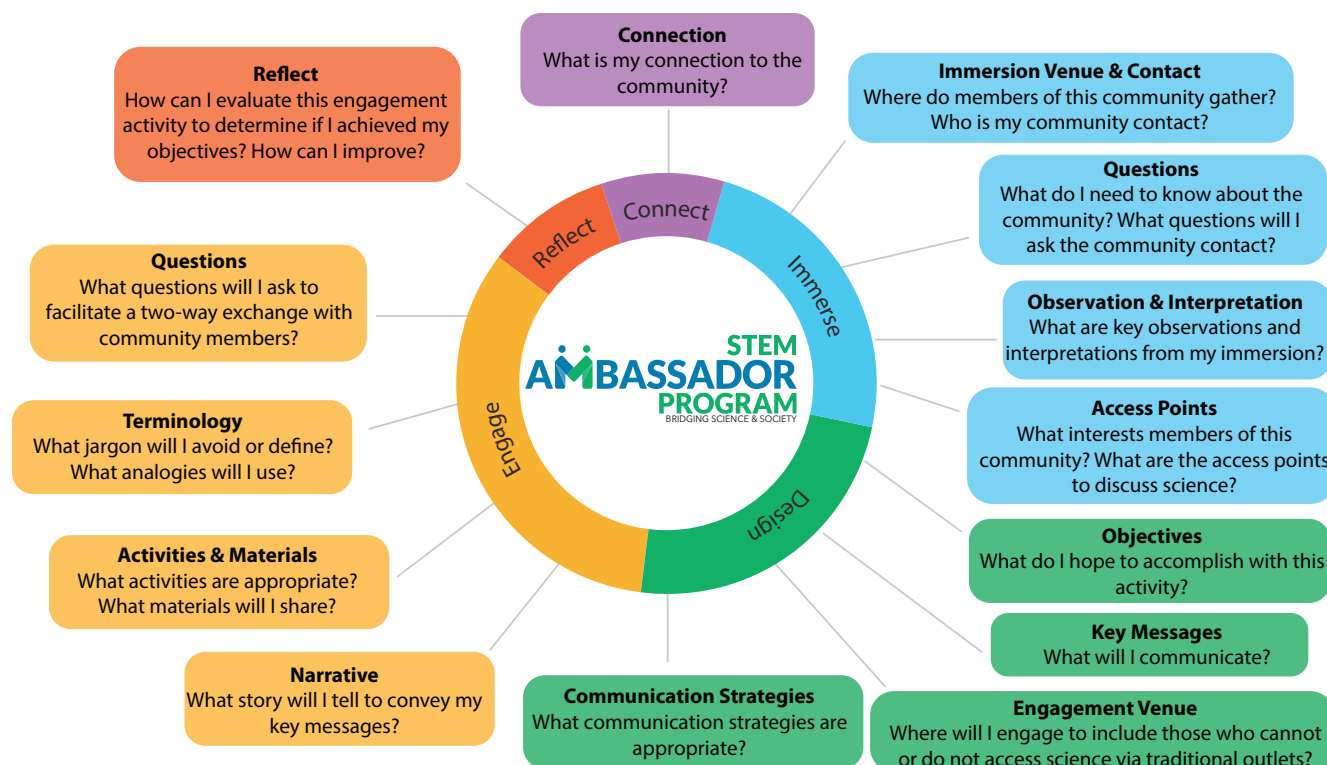 Connection
What is my connection to the
community?
Immersion Venue & Contact
Where do members of this community gather?
Who is my community contact?
Questions
What do I need to know about the
community? What questions will I
ask the community contact?
Observation & Interpretation
What are key observations and
interpretations from my immersion?
Access Points
What interests members of this
community? What are the access points
to discuss science?
Objectives
What do I hope to accomplish with this
activity?
Key Messages
What will I communicate?
Engagement Venue
Where will I engage to include those who cannot
or do not access science via traditional outlets?
Communication Strategies
What communication strategies are
appropriate?
Narrative
What story will I tell to convey my
key messages?
Activities & Materials
What activities are appropriate?
What materials will I share?
Terminology
What jargon will I avoid or define?
What analogies will I use?
Questions
What questions will I ask to
facilitate a two-way exchange with
community members?
Reflect
How can I evaluate this engagement
activity to determine if I achieved my
objectives? How can I improve?
Connect
Immerse
Design
Engage
Reflect
STEM
AMBASSADOR
PROGRAM
BRIDGING SCIENCE & SOCIETY